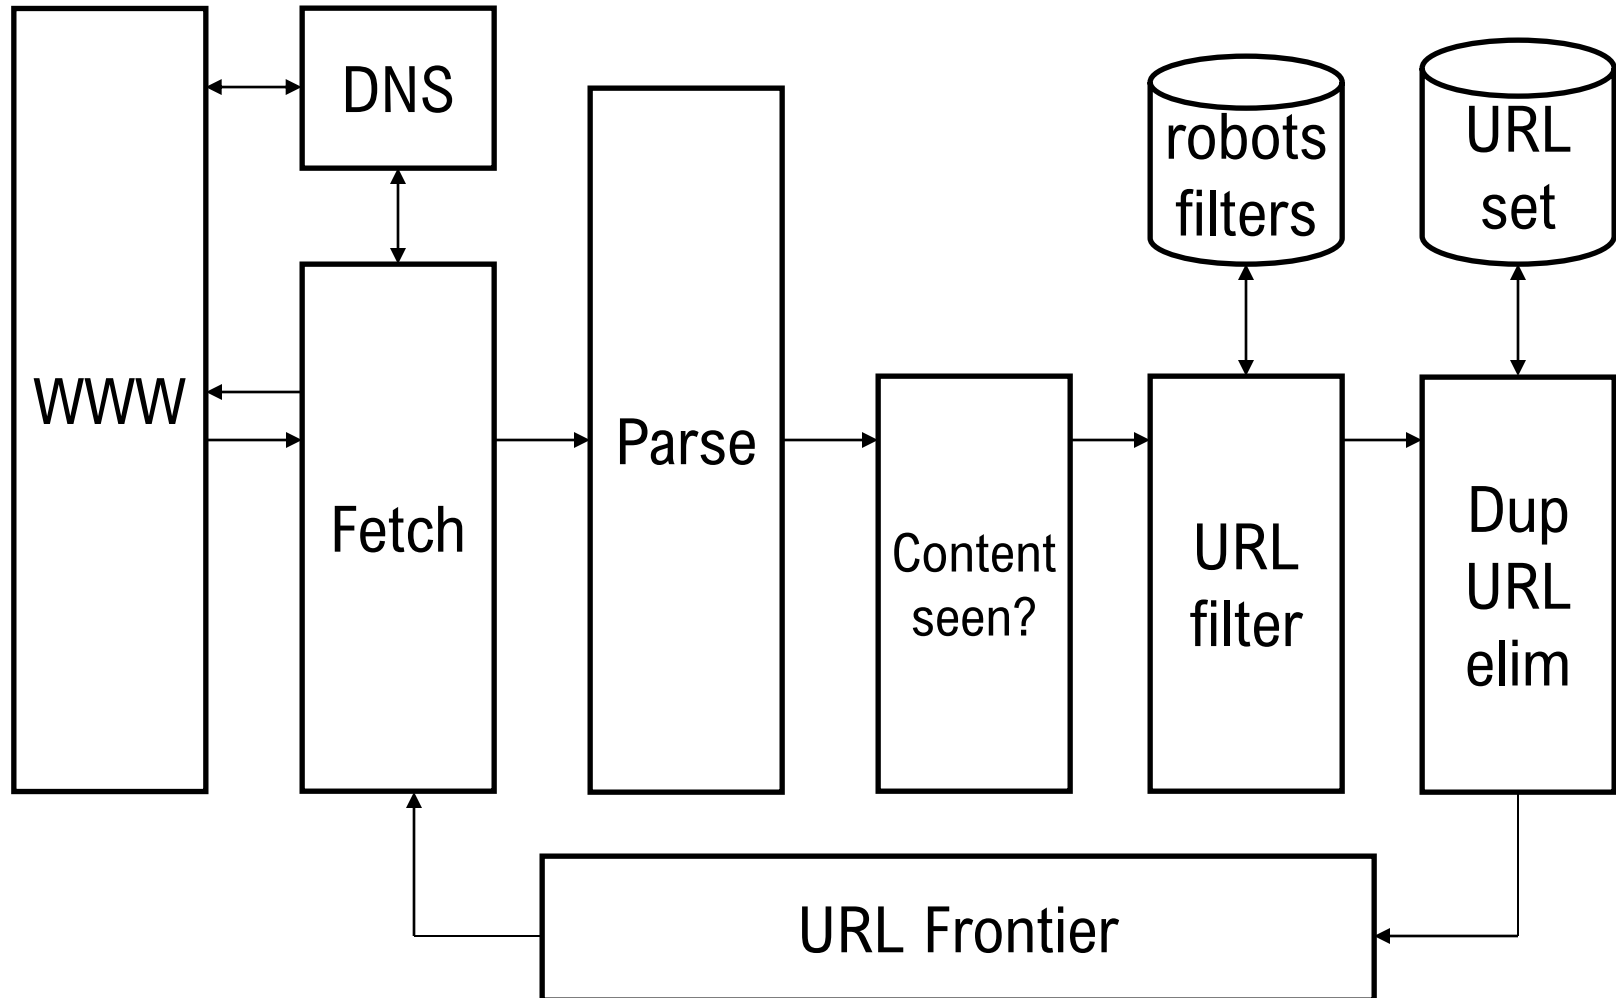 WWW
DNS
Fetch
Parse
Content
seen?
robots
filters
URL
filter
URL
set
Dup
URL
elim
URL Frontier